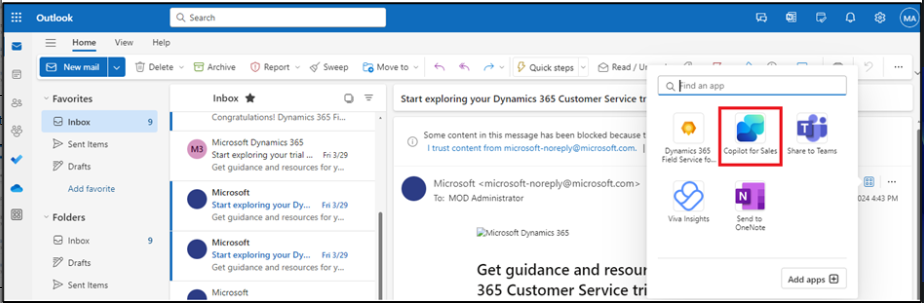 Outlook
Search
MA
Home View Help
New mail Delete Archive Report Sweep Move to Quick steps Read / Un
Favorites
Inbox 9
Sent Items
Drafts
Add favorite
Folders
Inbox 9
Drafts
Sent Items
Inbox
Congratulations! Dynamics 365 Fi...
M3
Microsoft Dynamics 365
Start exploring your trial ... Fri 3/29
Get guidance and resources for y...
Microsoft
Start exploring your Dy... Fri 3/29
Get guidance and resources for y...
Microsoft
Start exploring your Dy... Fri 3/29
Get guidance and resources for y...
Microsoft
Start exploring your Dynamics 365 Customer Service tri
Some content in this message has been blocked because t
I trust content from microsoft-noreply@microsoft.com. |
Microsoft <microsoft-noreply@microsoft.com>
To: MOD Administrator
2024 4:43 PM
Microsoft Dynamics 365
Get guidance and resour
365 Customer Service tri
Find an app
Dynamics 365
Field Service fo...
Copilot for Sales
Share to Teams
Viva Insights
Send to
OneNote
Add apps